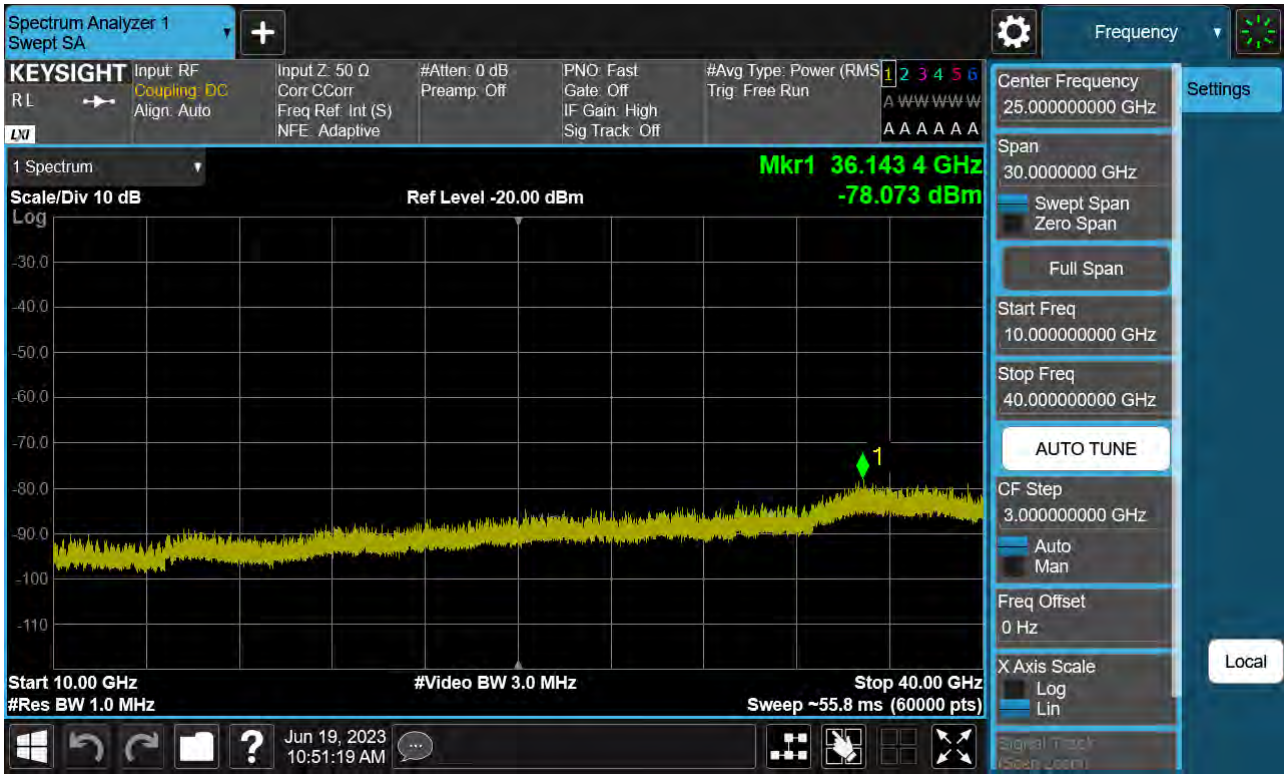 Spectrum Analyzer 1
Swept SA
+
Frequency
KEYSIGHT
RL
LXI
Input: RF
Coupling: DC
Align: Auto
Input Z: 50 Ω
Corr CCorr
Freq Ref: Int (S)
NFE: Adaptive
#Atten: 0 dB
Preamp: Off
PNO: Fast
Gate: Off
IF Gain: High
Sig Track: Off
#Avg Type: Power (RMS
Trig: Free Run
1 2 3 4 5 6
A W W W W W
A A A A A A
1 Spectrum
Mkr1 36.143 4 GHz
-78.073 dBm
Scale/Div 10 dB
Ref Level -20.00 dBm
Log
-30.0
-40.0
-50.0
-60.0
-70.0
1
-80.0
-90.0
-100
-110
Start 10.00 GHz
#Video BW 3.0 MHz
Stop 40.00 GHz
#Res BW 1.0 MHz
Sweep ~55.8 ms (60000 pts)
Center Frequency
25.000000000 GHz
Settings
Span
30.0000000 GHz
Swept Span
Zero Span
Full Span
Start Freq
10.000000000 GHz
Stop Freq
40.000000000 GHz
AUTO TUNE
CF Step
3.000000000 GHz
Auto
Man
Freq Offset
0 Hz
X Axis Scale
Log
Lin
Local
Signal Track
(Span Zoom)
?
Jun 19, 2023
10:51:19 AM